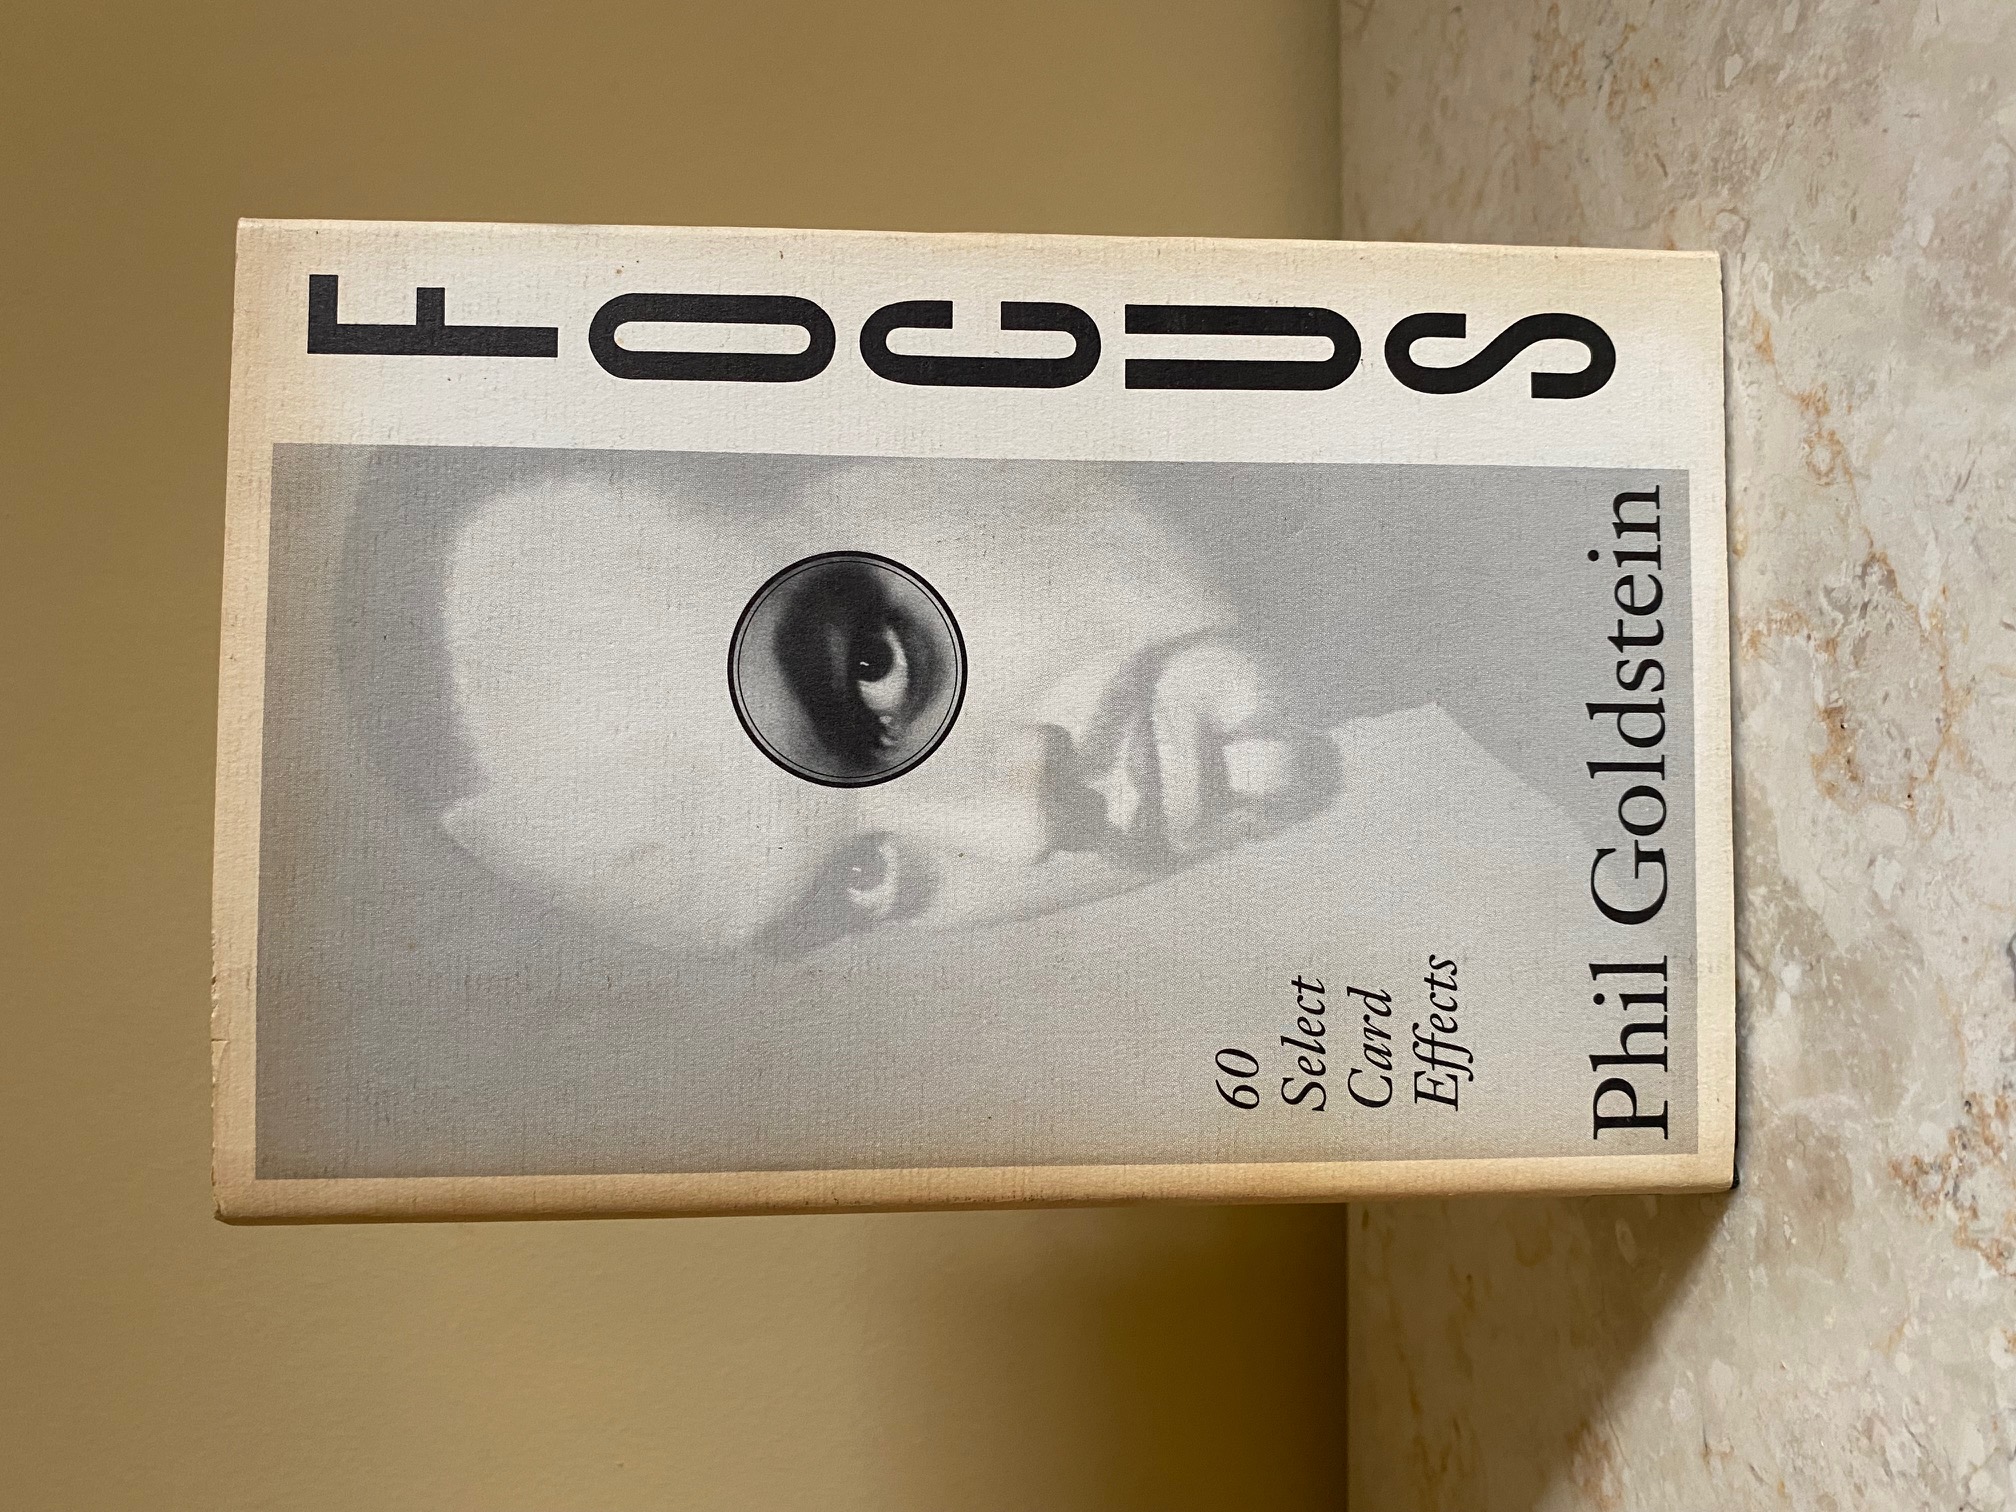 FOCUS
60
Select
Card
Effects
Phil Goldstein